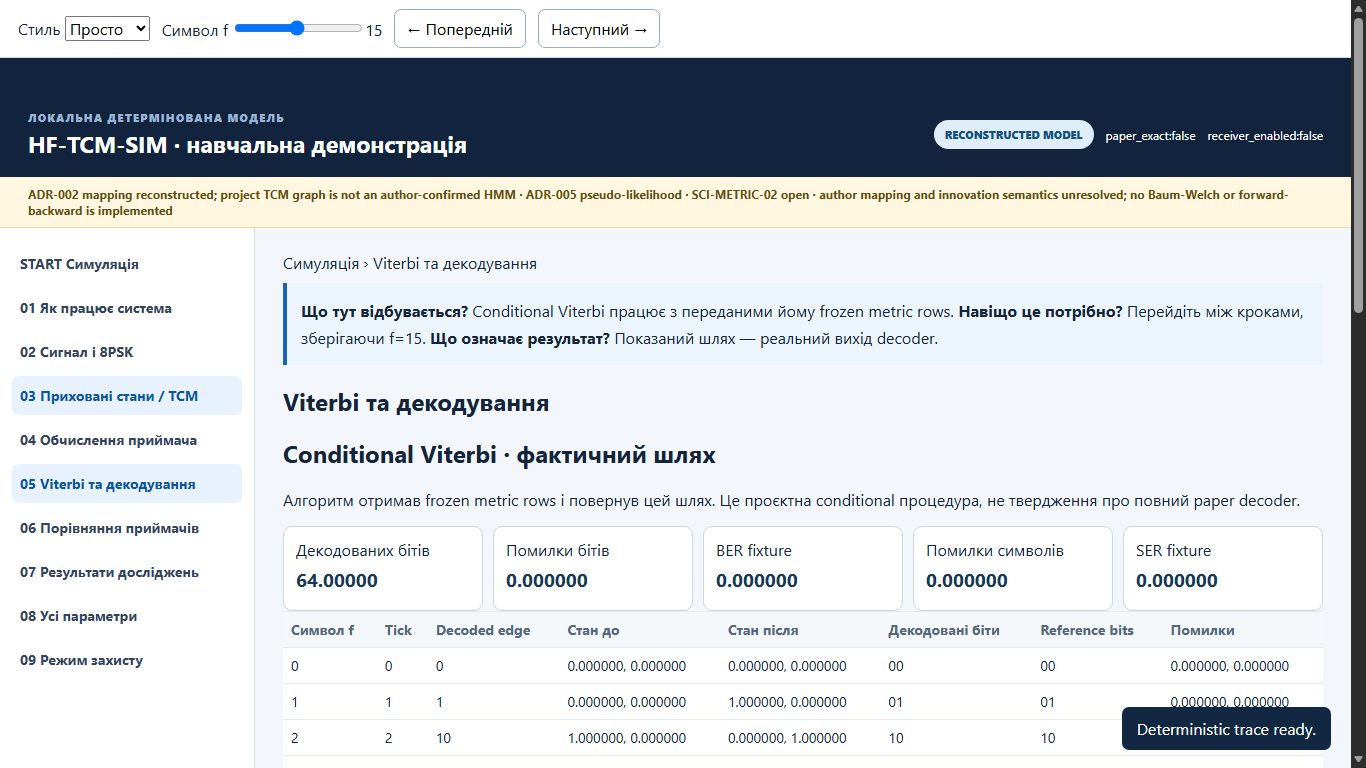 Стиль Просто Символ f 15 ← Попередній Наступний →
ЛОКАЛЬНА ДЕТЕРМІНОВАНА МОДЕЛЬ
HF-TCM-SIM · навчальна демонстрація
RECONSTRUCTED MODEL paper_exact:false receiver_enabled:false
ADR-002 mapping reconstructed; project TCM graph is not an author-confirmed HMM · ADR-005 pseudo-likelihood · SCI-METRIC-02 open · author mapping and innovation semantics unresolved; no Baum-Welch or forward-
backward is implemented
START Симуляція
01 Як працює система
02 Сигнал і 8PSK
03 Приховані стани / TCM
04 Обчислення приймача
05 Viterbi та декодування
06 Порівняння приймачів
07 Результати досліджень
08 Усі параметри
09 Режим захисту
Симуляція › Viterbi та декодування
Що тут відбувається? Conditional Viterbi працює з переданими йому frozen metric rows. Навіщо це потрібно? Перейдіть між кроками,
зберігаючи f=15. Що означає результат? Показаний шлях — реальний вихід decoder.
Viterbi та декодування
Conditional Viterbi · фактичний шлях
Алгоритм отримав frozen metric rows і повернув цей шлях. Це проєктна conditional процедура, не твердження про повний paper decoder.
Декодованих бітів Помилки бітів BER fixture Помилки символів SER fixture
64.00000 0.000000 0.000000 0.000000 0.000000
Символ f Tick Decoded edge Стан до Стан після Декодовані біти Reference bits Помилки
0 0 0 0.000000, 0.000000 0.000000, 0.000000 00 00 0.000000, 0.000000
1 1 1 0.000000, 0.000000 1.000000, 0.000000 01 01 0.000000, 0.000000
2 2 10 1.000000, 0.000000 0.000000, 1.000000 10 10
Deterministic trace ready.